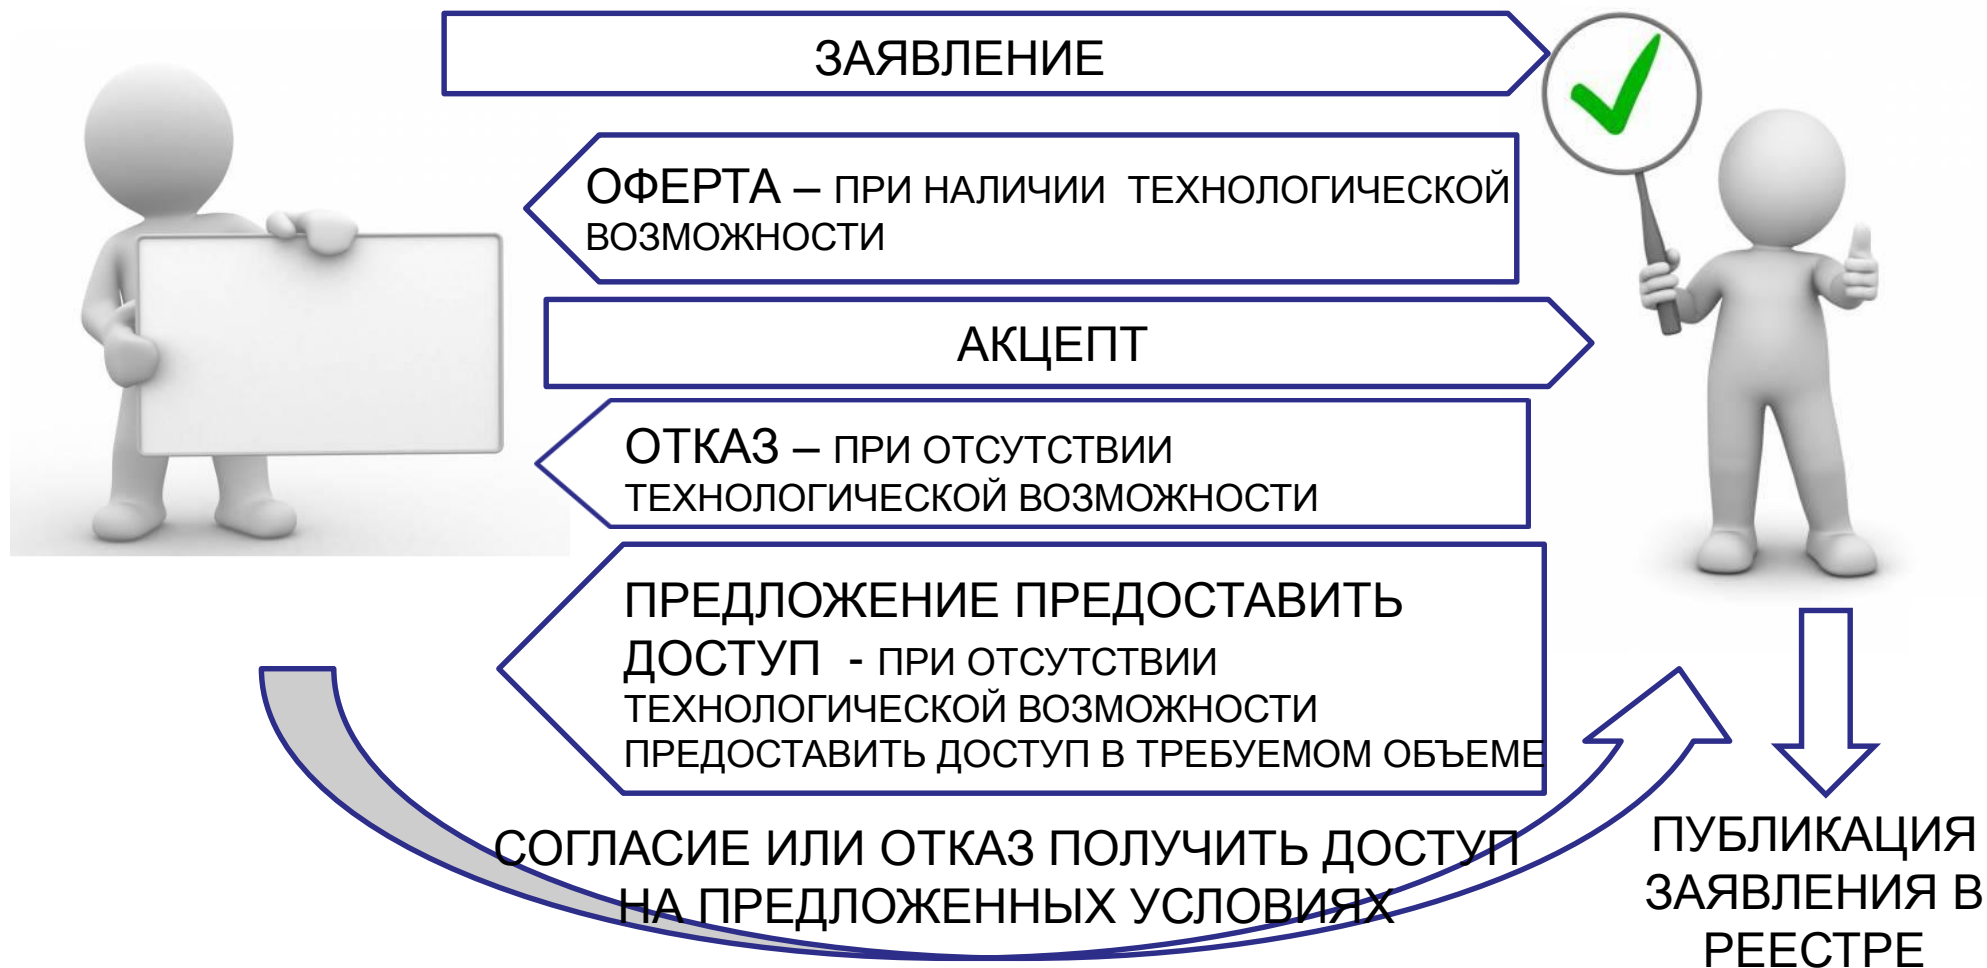 ЗАЯВЛЕНИЕ
ОФЕРТА – ПРИ НАЛИЧИИ ТЕХНОЛОГИЧЕСКОЙ
ВОЗМОЖНОСТИ
АКЦЕПТ
ОТКАЗ – ПРИ ОТСУТСТВИИ
ТЕХНОЛОГИЧЕСКОЙ ВОЗМОЖНОСТИ
ПРЕДЛОЖЕНИЕ ПРЕДОСТАВИТЬ
ДОСТУП - ПРИ ОТСУТСТВИИ
ТЕХНОЛОГИЧЕСКОЙ ВОЗМОЖНОСТИ
ПРЕДОСТАВИТЬ ДОСТУП В ТРЕБУЕМОМ ОБЪЕМЕ
СОГЛАСИЕ ИЛИ ОТКАЗ ПОЛУЧИТЬ ДОСТУП
НА ПРЕДЛОЖЕННЫХ УСЛОВИЯХ
ПУБЛИКАЦИЯ
ЗАЯВЛЕНИЯ В
РЕЕСТРЕ